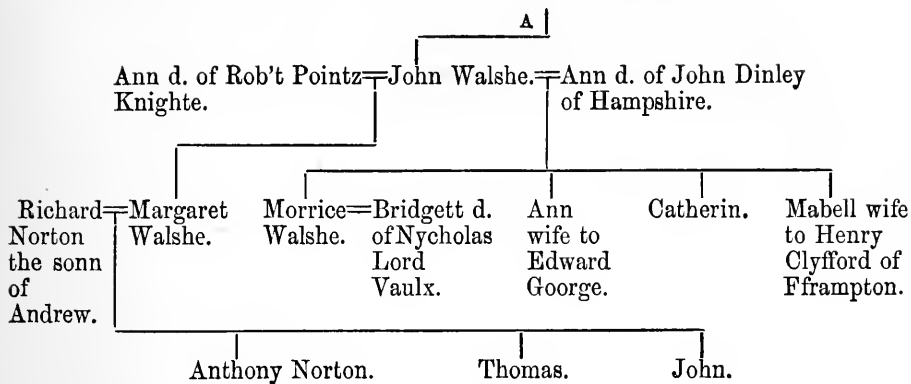 A
Ann d. of Rob't Pointz=John Walshe.=Ann d. of John Dinley
Knighte.
of Hampshire.
Richard=Margaret
Norton Walshe.
the sonn
of
Andrew.
Morrice=Bridgett d.
Walshe. of Nycholas
Lord
Vaulx.
Ann
wife to
Edward
Goorge.
Catherin.
Mabell wife
to Henry
Clyfford of
Fframpton.
Anthony Norton. Thomas. John.